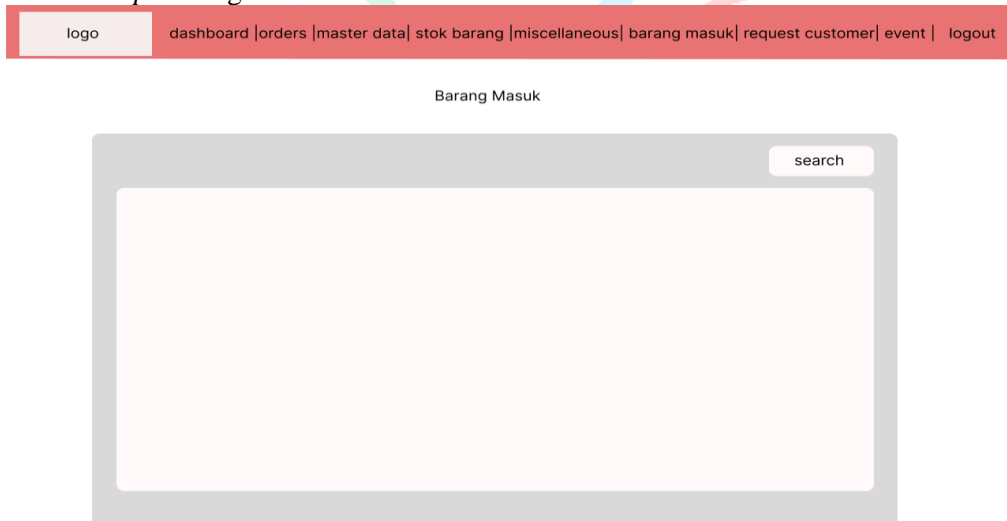 logo dashboard |orders |master data| stok barang |miscellaneous| barang masuk| request customer| event | logout
Barang Masuk
search